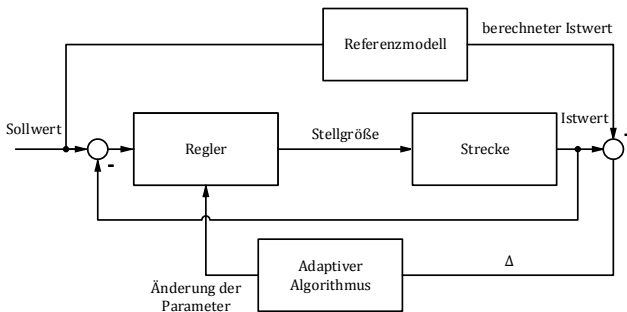 Referenzmodell
berechneter Istwert
Sollwert
-
Regler
Stellgröße
Strecke
Istwert
-
Änderung der
Parameter
Adaptiver
Algorithmus
Δ